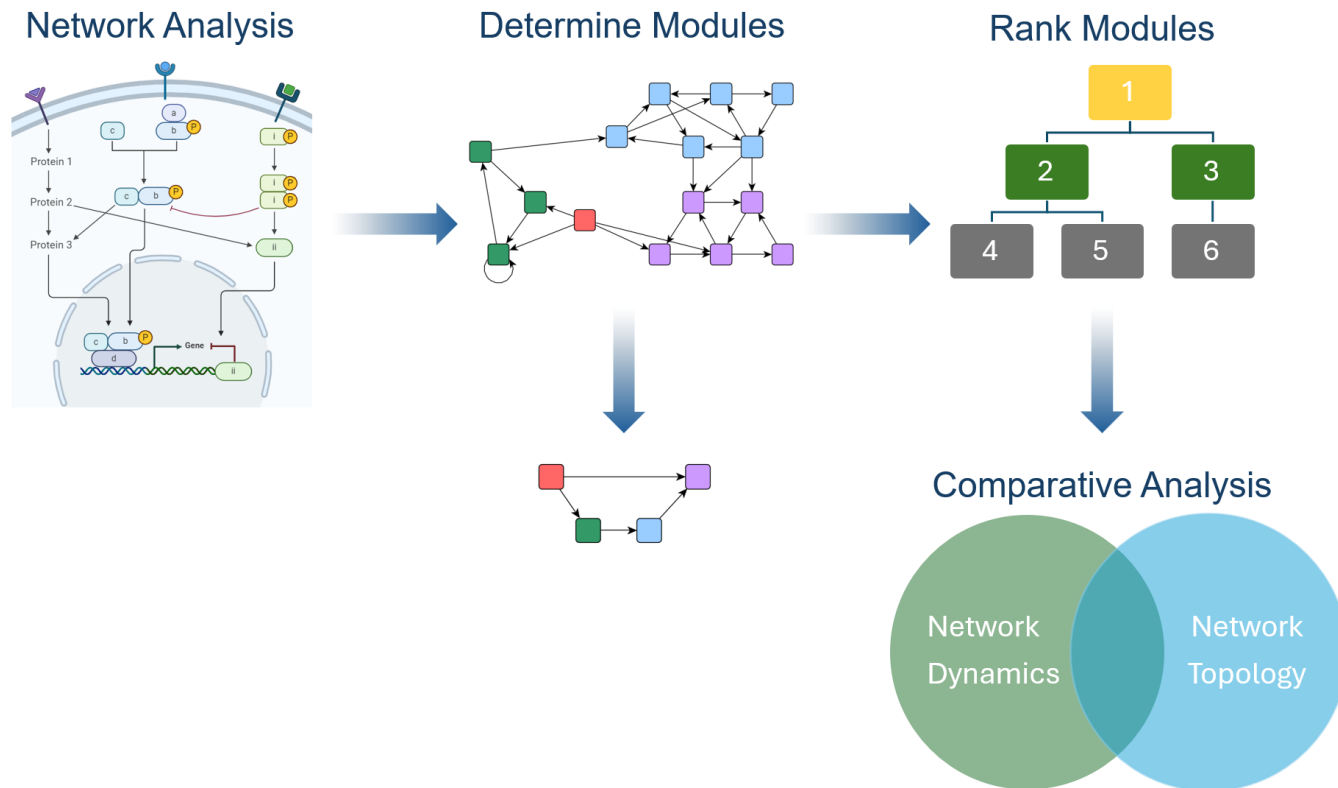 Network Analysis
Determine Modules
Rank Modules
a
c
b
P
i
P
Protein 1
i
P
i
P
c
b
P
Protein 2
Protein 3
ii
c
b
P
d
Gene
ii
1
2
3
4
5
6
Comparative Analysis
Network
Dynamics
Network
Topology